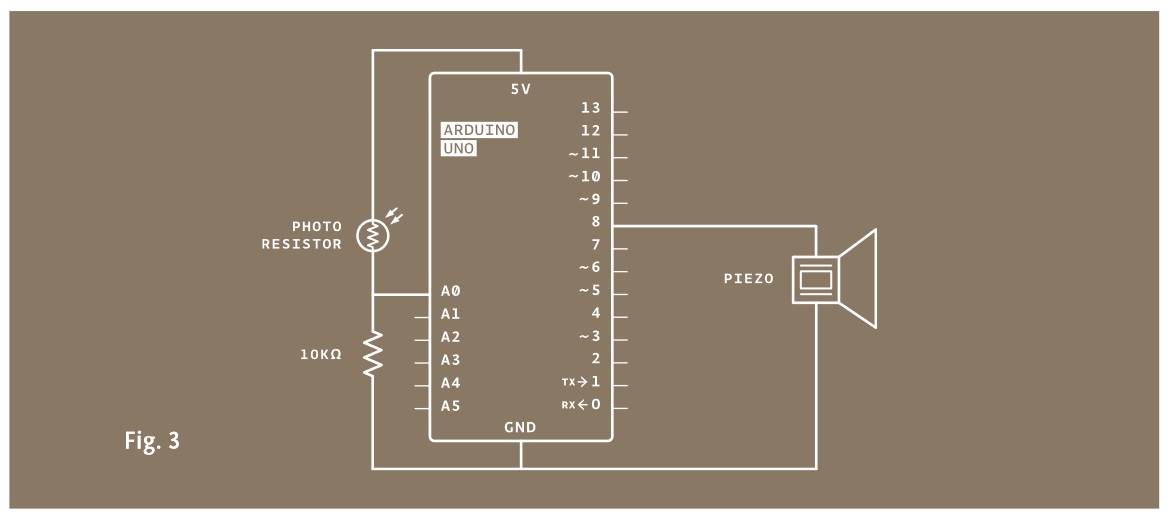 5V
ARDUINO
UNO
13
12
~11
~10
~9
8
7
~6
~5
4
~3
2
TX→1
RX←0
A0
A1
A2
A3
A4
A5
GND
PHOTO
RESISTOR
10KΩ
PIEZO
Fig. 3